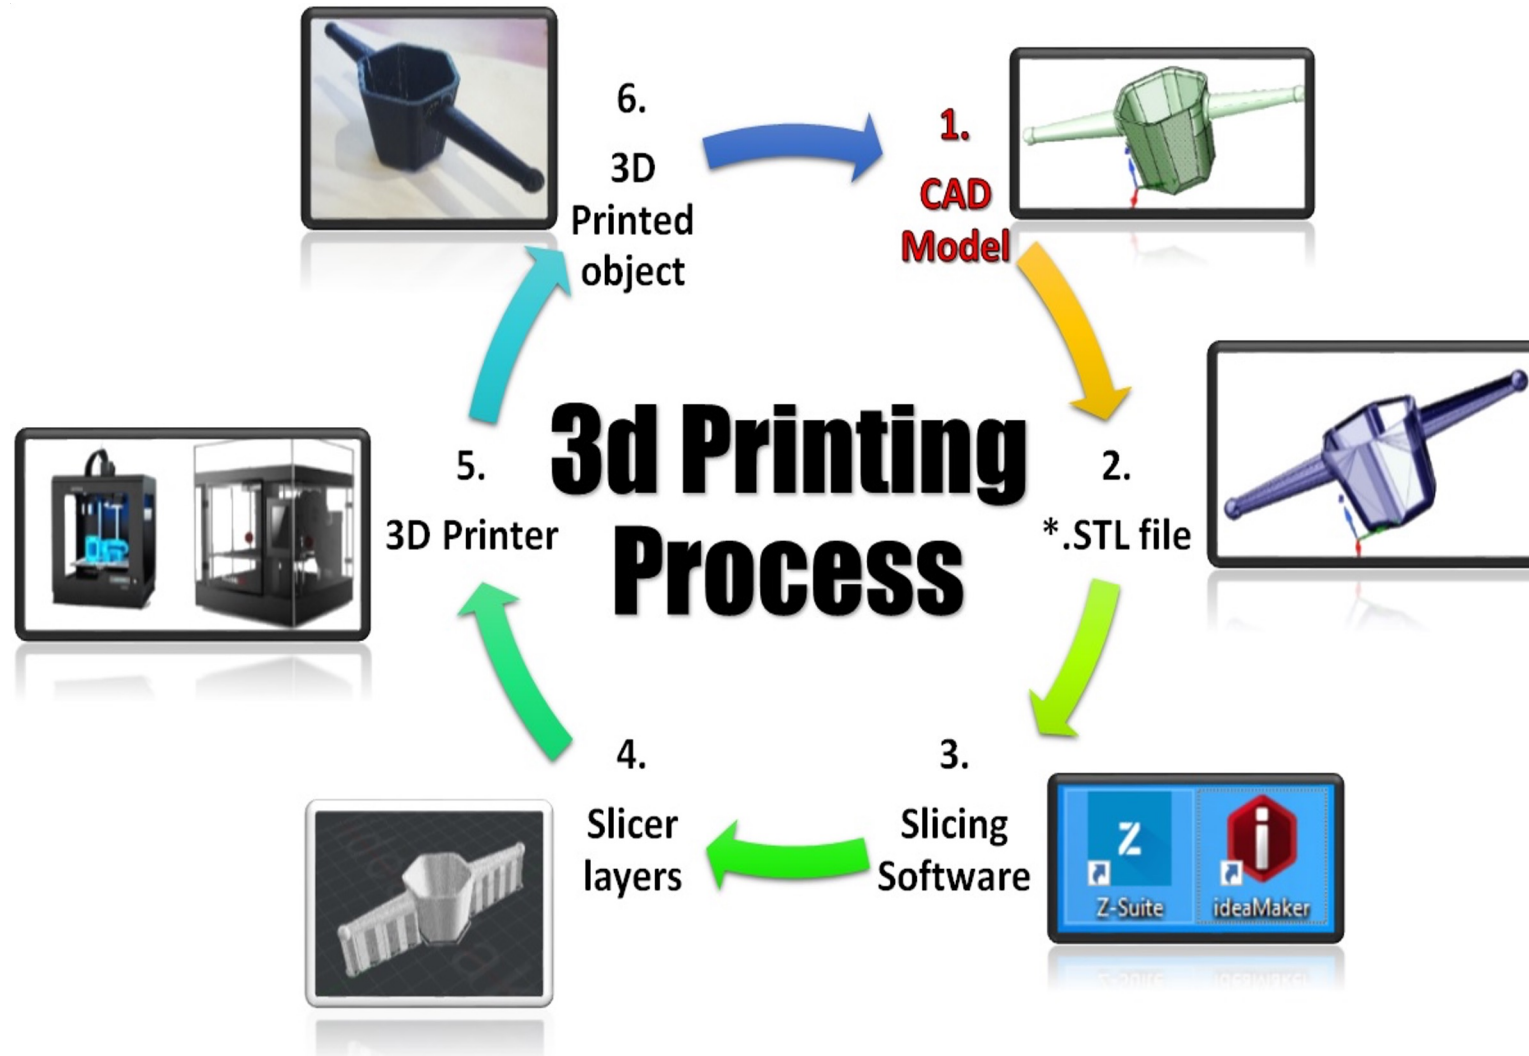 3d Printing
Process
1.
CAD
Model
2.
*.STL file
3.
Slicing
Software
Z
Z-Suite
i
ideaMaker
4.
Slicer
layers
5.
3D Printer
6.
3D
Printed
object